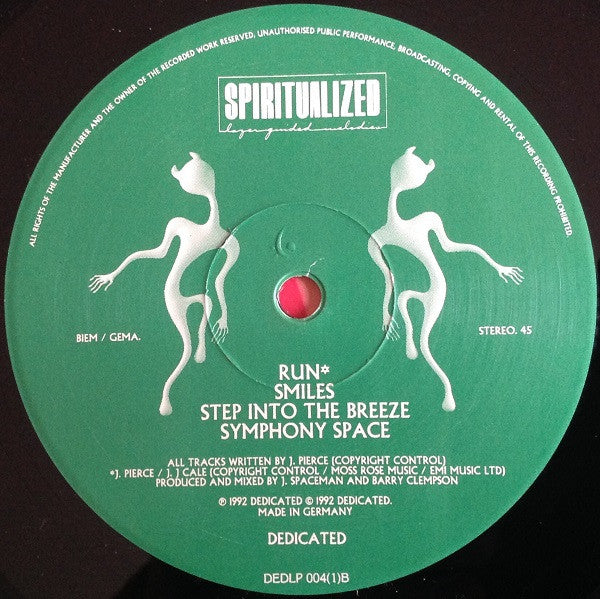 ALL RIGHTS OF THE MANUFACTURER AND THE OWNER OF THE RECORDED WORK RESERVED, UNAUTHORISED PUBLIC PERFORMANCE, BROADCASTING, COPYING AND RENTAL OF THIS RECORDING PROHIBITED.
SPIRITUALIZED
lazer guided melodies
BIEM / GEMA.
STEREO. 45
RUN*
SMILES
STEP INTO THE BREEZE
SYMPHONY SPACE
ALL TRACKS WRITTEN BY J. PIERCE (COPYRIGHT CONTROL)
*J. PIERCE / J. J CALE (COPYRIGHT CONTROL / MOSS ROSE MUSIC / EMI MUSIC LTD)
PRODUCED AND MIXED BY J. SPACEMAN AND BARRY CLEMPSON
℗ 1992 DEDICATED © 1992 DEDICATED.
MADE IN GERMANY
DEDICATED
DEDLP 004(1)B